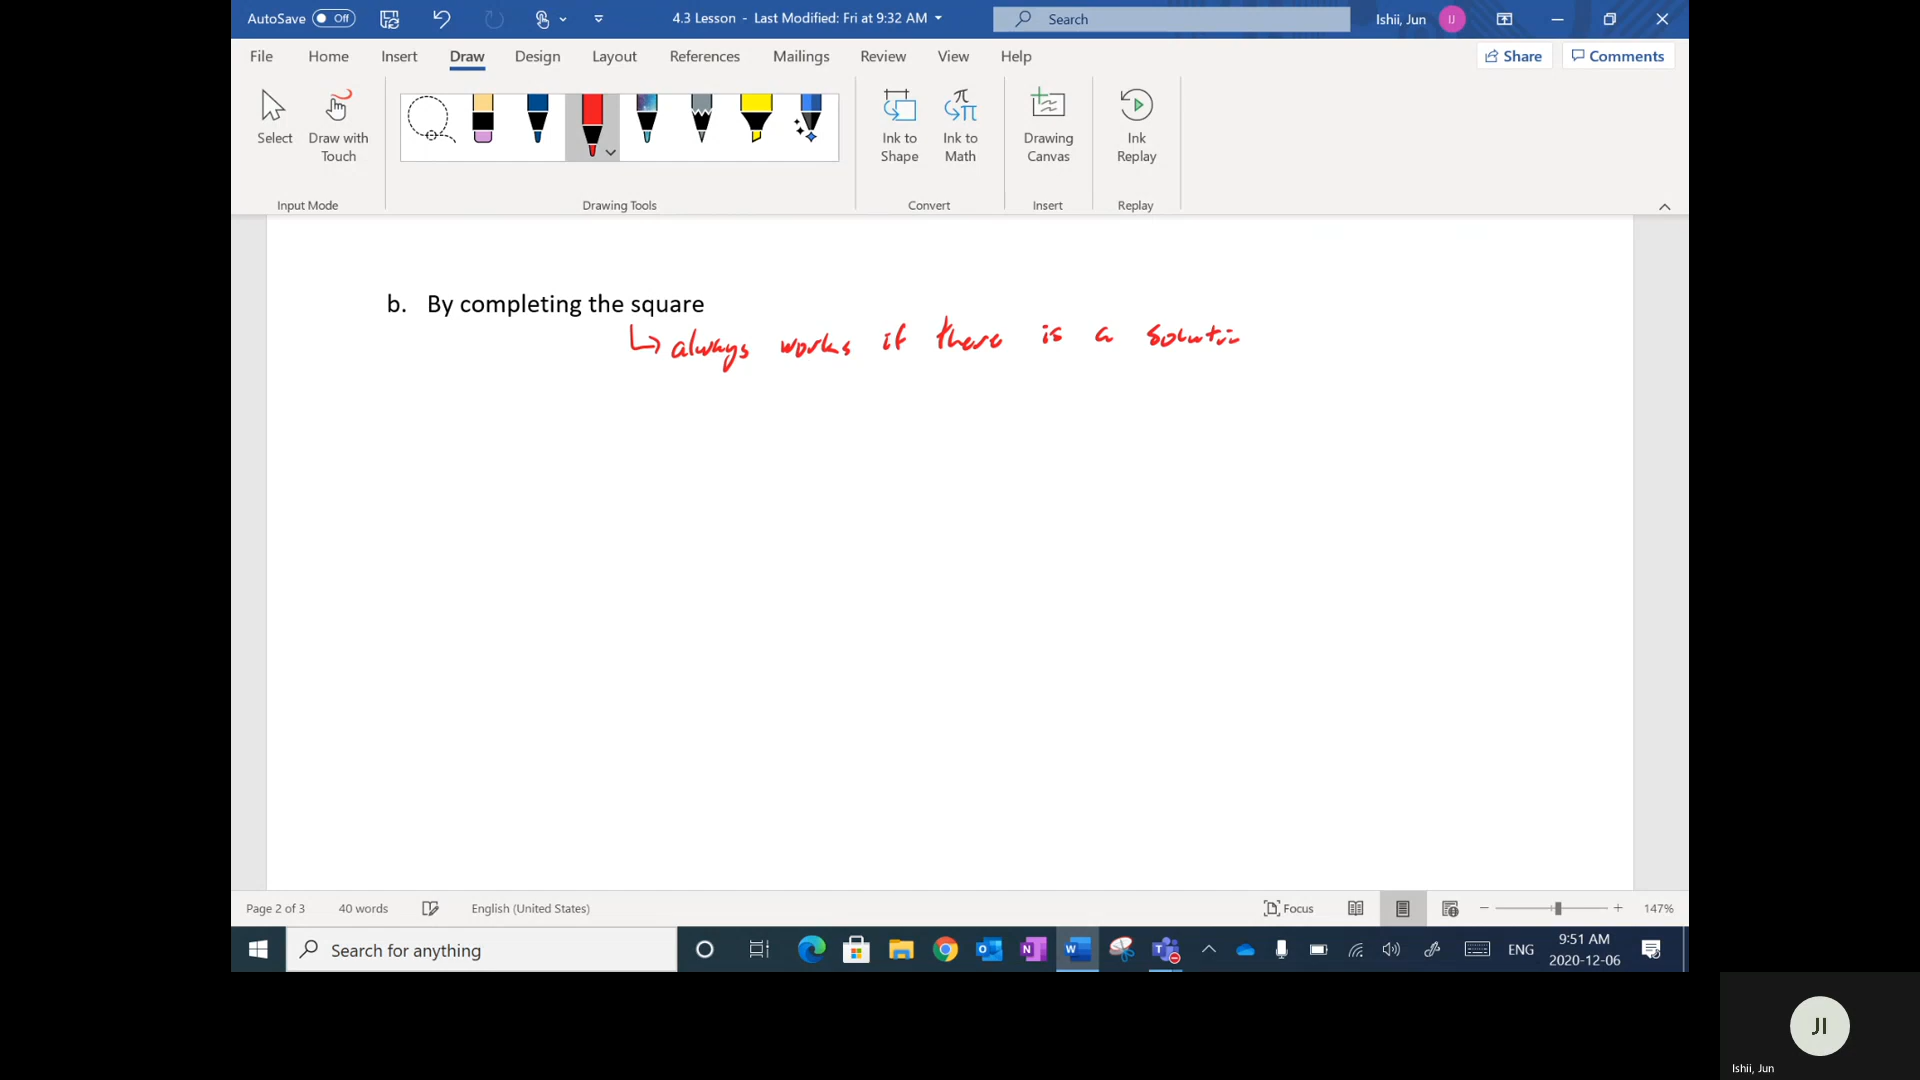 AutoSave Off 4.3 Lesson - Last Modified: Fri at 9:32 AM Search Ishii, Jun IJ
File Home Insert Draw Design Layout References Mailings Review View Help Share Comments
Select Draw with Touch Ink to Shape Ink to Math Drawing Canvas Ink Replay
Input Mode Drawing Tools Convert Insert Replay
b. By completing the square
always works if there is a
Page 2 of 3 40 words English (United States) Focus 147%
Search for anything ENG 9:51 AM
2020-12-06
JI
Ishii, Jun